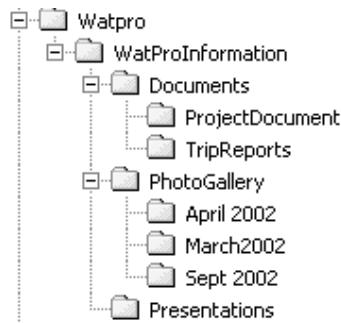 Watpro
WatProInformation
Documents
ProjectDocument
TripReports
PhotoGallery
April 2002
March2002
Sept 2002
Presentations